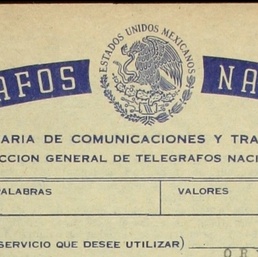 AFOS NA
ESTADOS UNIDOS MEXICANOS
ARIA DE COMUNICACIONES Y TRA
CCION GENERAL DE TELEGRAFOS NACI
ALABRAS VALORES
SERVICIO QUE DESEE UTILIZAR)
O R T